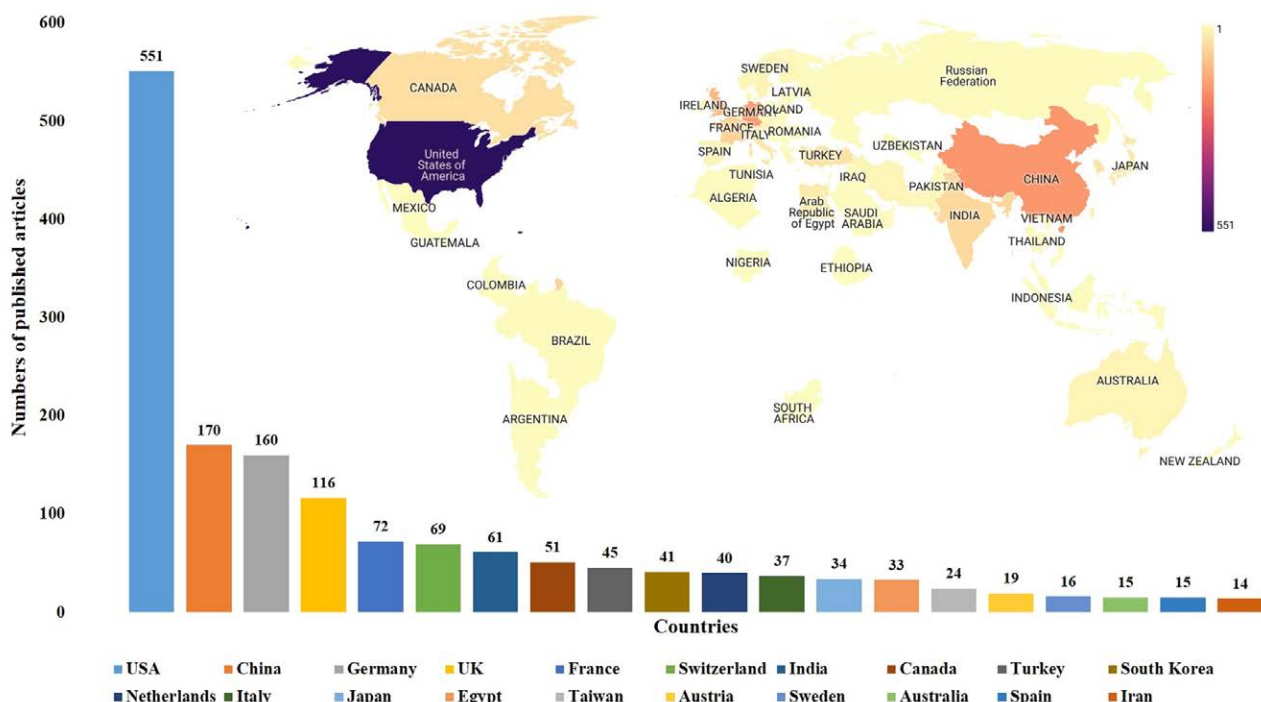 Numbers of published articles
600
500
400
300
200
100
0
551
170
160
116
72
69
61
51
45
41
40
37
34
33
24
19
16
15
15
14
Countries
CANADA
United
States of
America
MEXICO
GUATEMALA
COLOMBIA
BRAZIL
ARGENTINA
SWEDEN
Russian
Federation
LATVIA
IRELAND
GERMANY
POLAND
FRANCE
ITALY
ROMANIA
SPAIN
TURKEY
UZBEKISTAN
TUNISIA
IRAQ
PAKISTAN
CHINA
JAPAN
ALGERIA
Arab
Republic
of Egypt
SAUDI
ARABIA
INDIA
VIETNAM
THAILAND
NIGERIA
ETHIOPIA
INDONESIA
SOUTH
AFRICA
AUSTRALIA
NEW ZEALAND
1
551
USA China Germany UK France Switzerland India Canada Turkey South Korea
Netherlands Italy Japan Egypt Taiwan Austria Sweden Australia Spain Iran